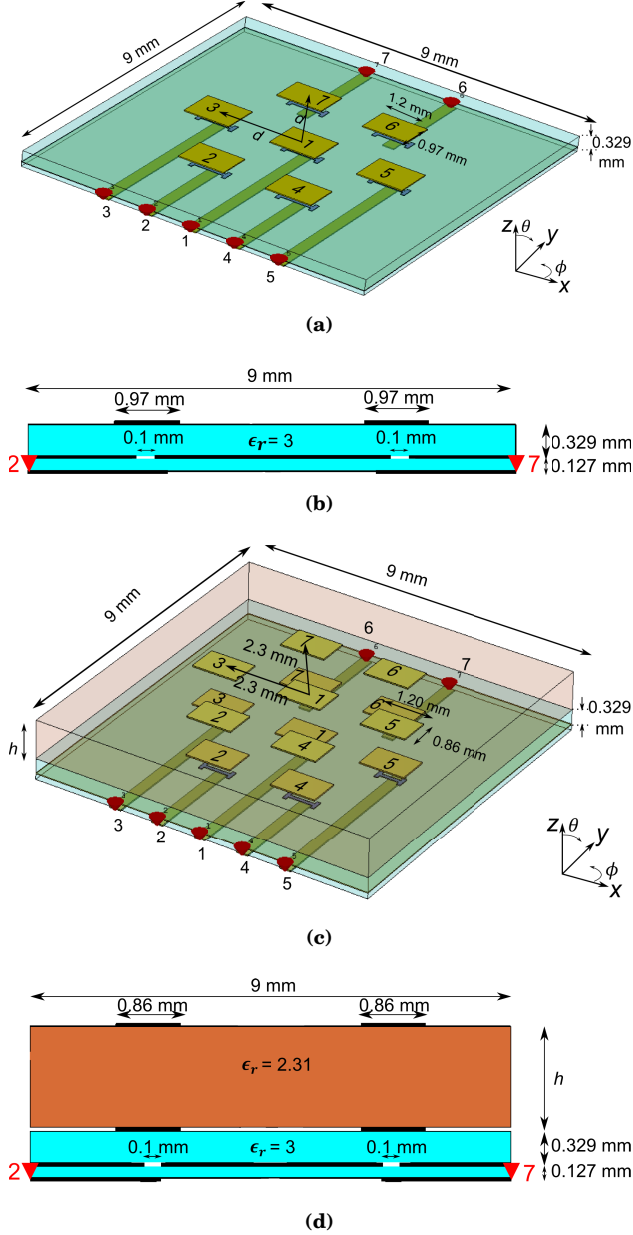 9 mm
9 mm
7
6
7
1.2 mm
3
d
6
d
1
0.97 mm
0.329
mm
2
5
4
3
2
1
4
5
z θ
y
ϕ
x
(a)
9 mm
0.97 mm
0.97 mm
0.1 mm
ϵr = 3
0.1 mm
0.329 mm
2
7
0.127 mm
(b)
9 mm
9 mm
6
7
7
2.3 mm
3
6
2.3 mm
7
1
1.20 mm
0.329
mm
3
6
2
5
1
0.86 mm
4
h
2
5
4
3
2
1
4
5
z θ
y
ϕ
x
(c)
9 mm
0.86 mm
0.86 mm
ϵr = 2.31
h
0.1 mm
ϵr = 3
0.1 mm
0.329 mm
2
7
0.127 mm
(d)